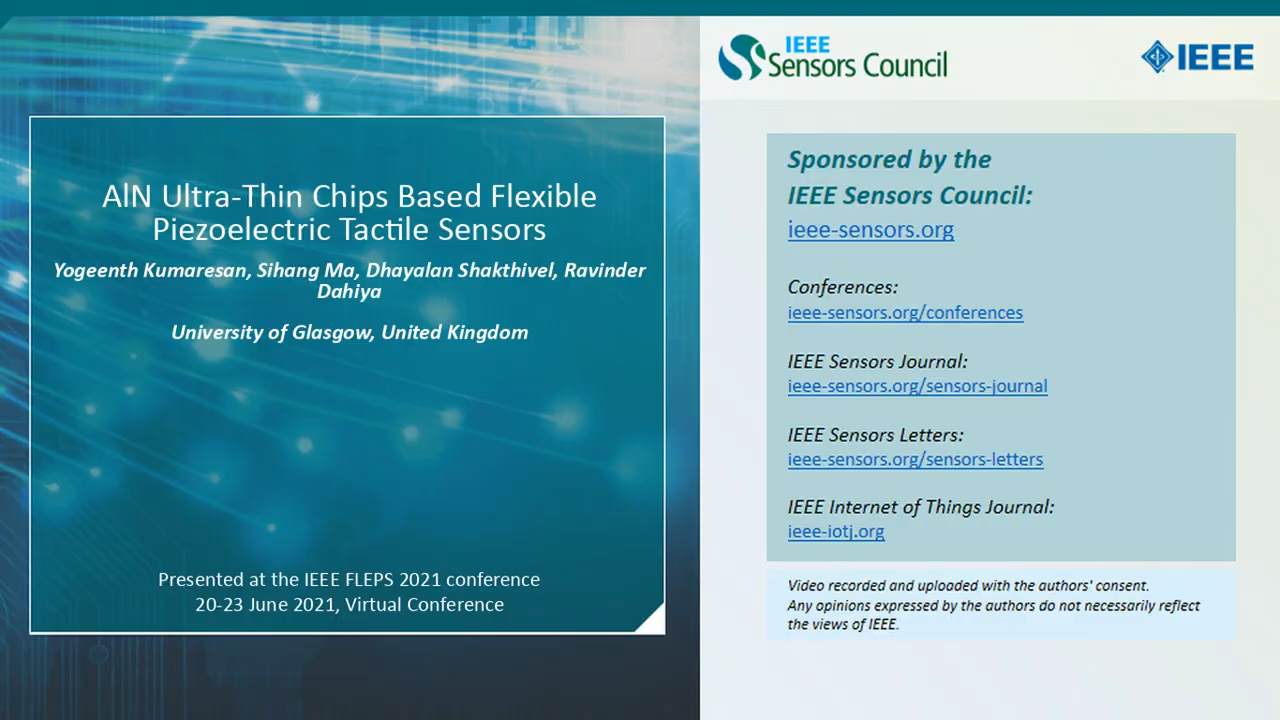 AlN Ultra-Thin Chips Based Flexible
Piezoelectric Tactile Sensors
Yogeenth Kumaresan, Sihang Ma, Dhayalan Shakthivel, Ravinder
Dahiya
University of Glasgow, United Kingdom
Presented at the IEEE FLEPS 2021 conference
20-23 June 2021, Virtual Conference
IEEE
Sensors Council
IEEE
Sponsored by the
IEEE Sensors Council:
ieee-sensors.org
Conferences:
ieee-sensors.org/conferences
IEEE Sensors Journal:
ieee-sensors.org/sensors-journal
IEEE Sensors Letters:
ieee-sensors.org/sensors-letters
IEEE Internet of Things Journal:
ieee-iotj.org
Video recorded and uploaded with the authors' consent.
Any opinions expressed by the authors do not necessarily reflect
the views of IEEE.